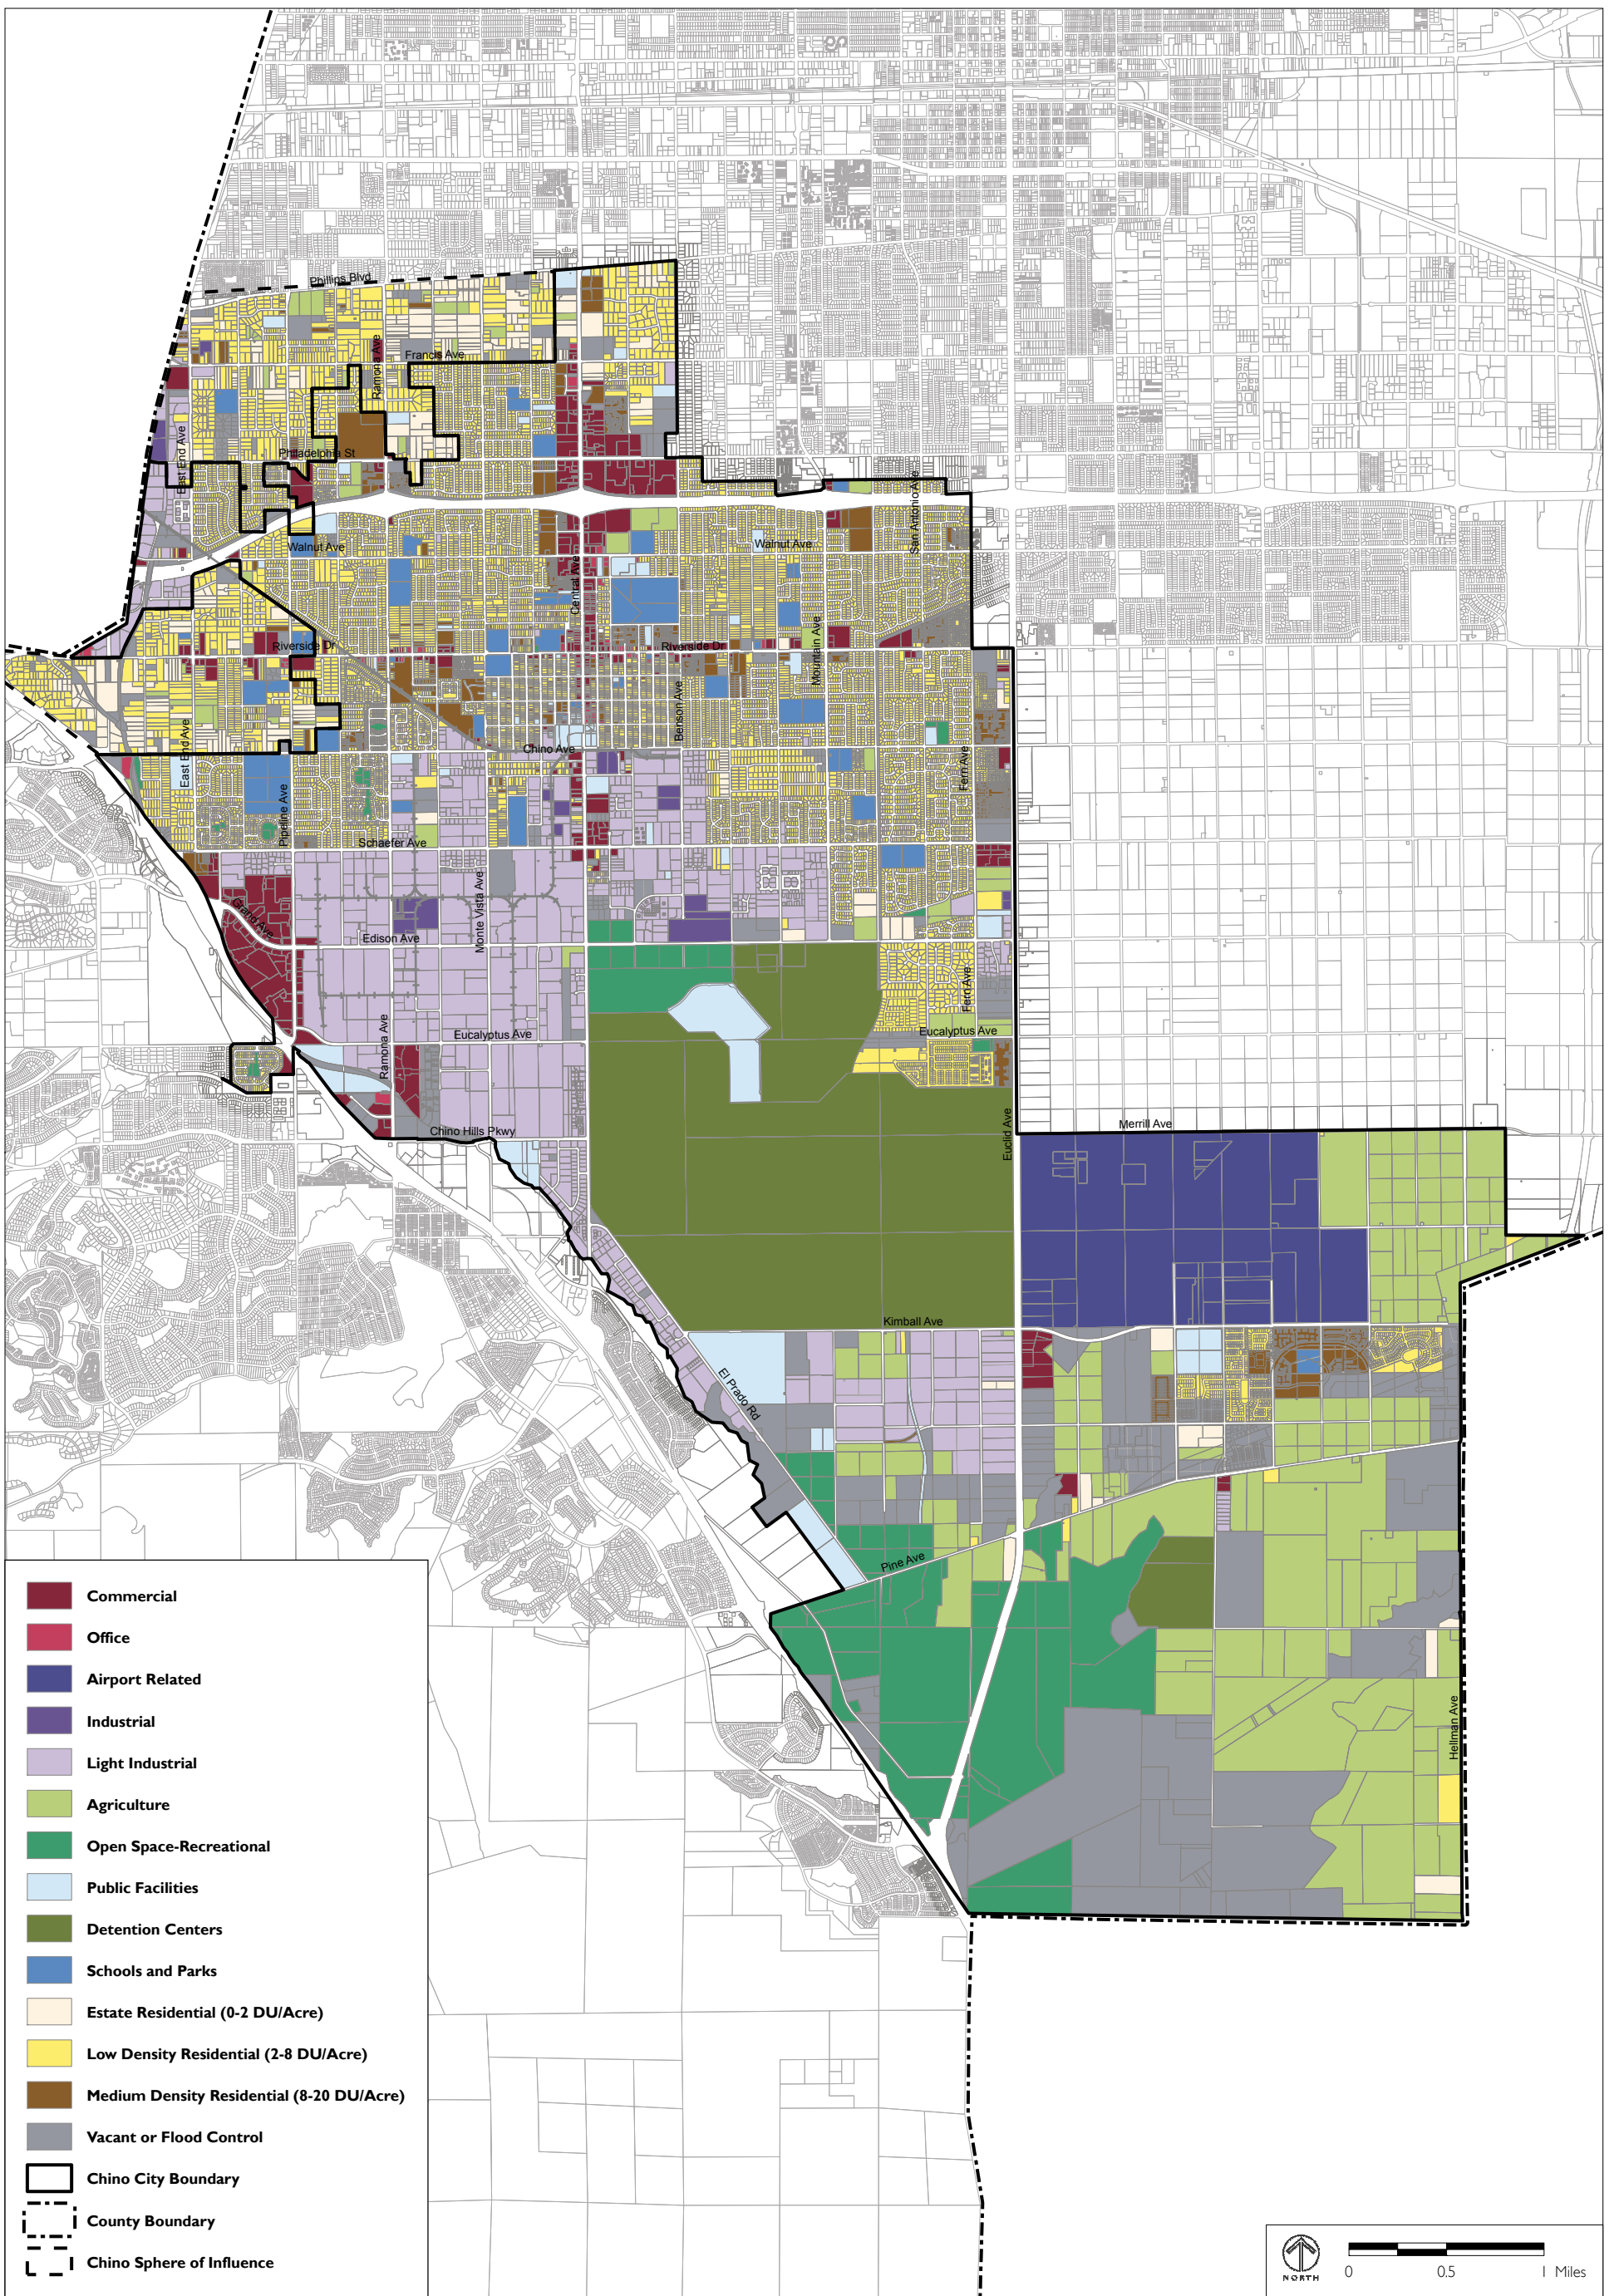 Phillips Blvd
Francis Ave
Ramona Ave
Philadelphia St
East End Ave
San Antonio Ave
Walnut Ave
Walnut Ave
Central Ave
Riverside Dr
Riverside Dr
Mountain Ave
Benson Ave
East End Ave
Chino Ave
Fern Ave
Pipeline Ave
Schaefer Ave
Monte Vista Ave
Grand Ave
Edison Ave
Fern Ave
Ramona Ave
Eucalyptus Ave
Eucalyptus Ave
Chino Hills Pkwy
Euclid Ave
Merrill Ave
Kimball Ave
El Prado Rd
Pine Ave
Hellman Ave
Commercial
Office
Airport Related
Industrial
Light Industrial
Agriculture
Open Space-Recreational
Public Facilities
Detention Centers
Schools and Parks
Estate Residential (0-2 DU/Acre)
Low Density Residential (2-8 DU/Acre)
Medium Density Residential (8-20 DU/Acre)
Vacant or Flood Control
Chino City Boundary
County Boundary
Chino Sphere of Influence
NORTH
0 0.5 1 Miles